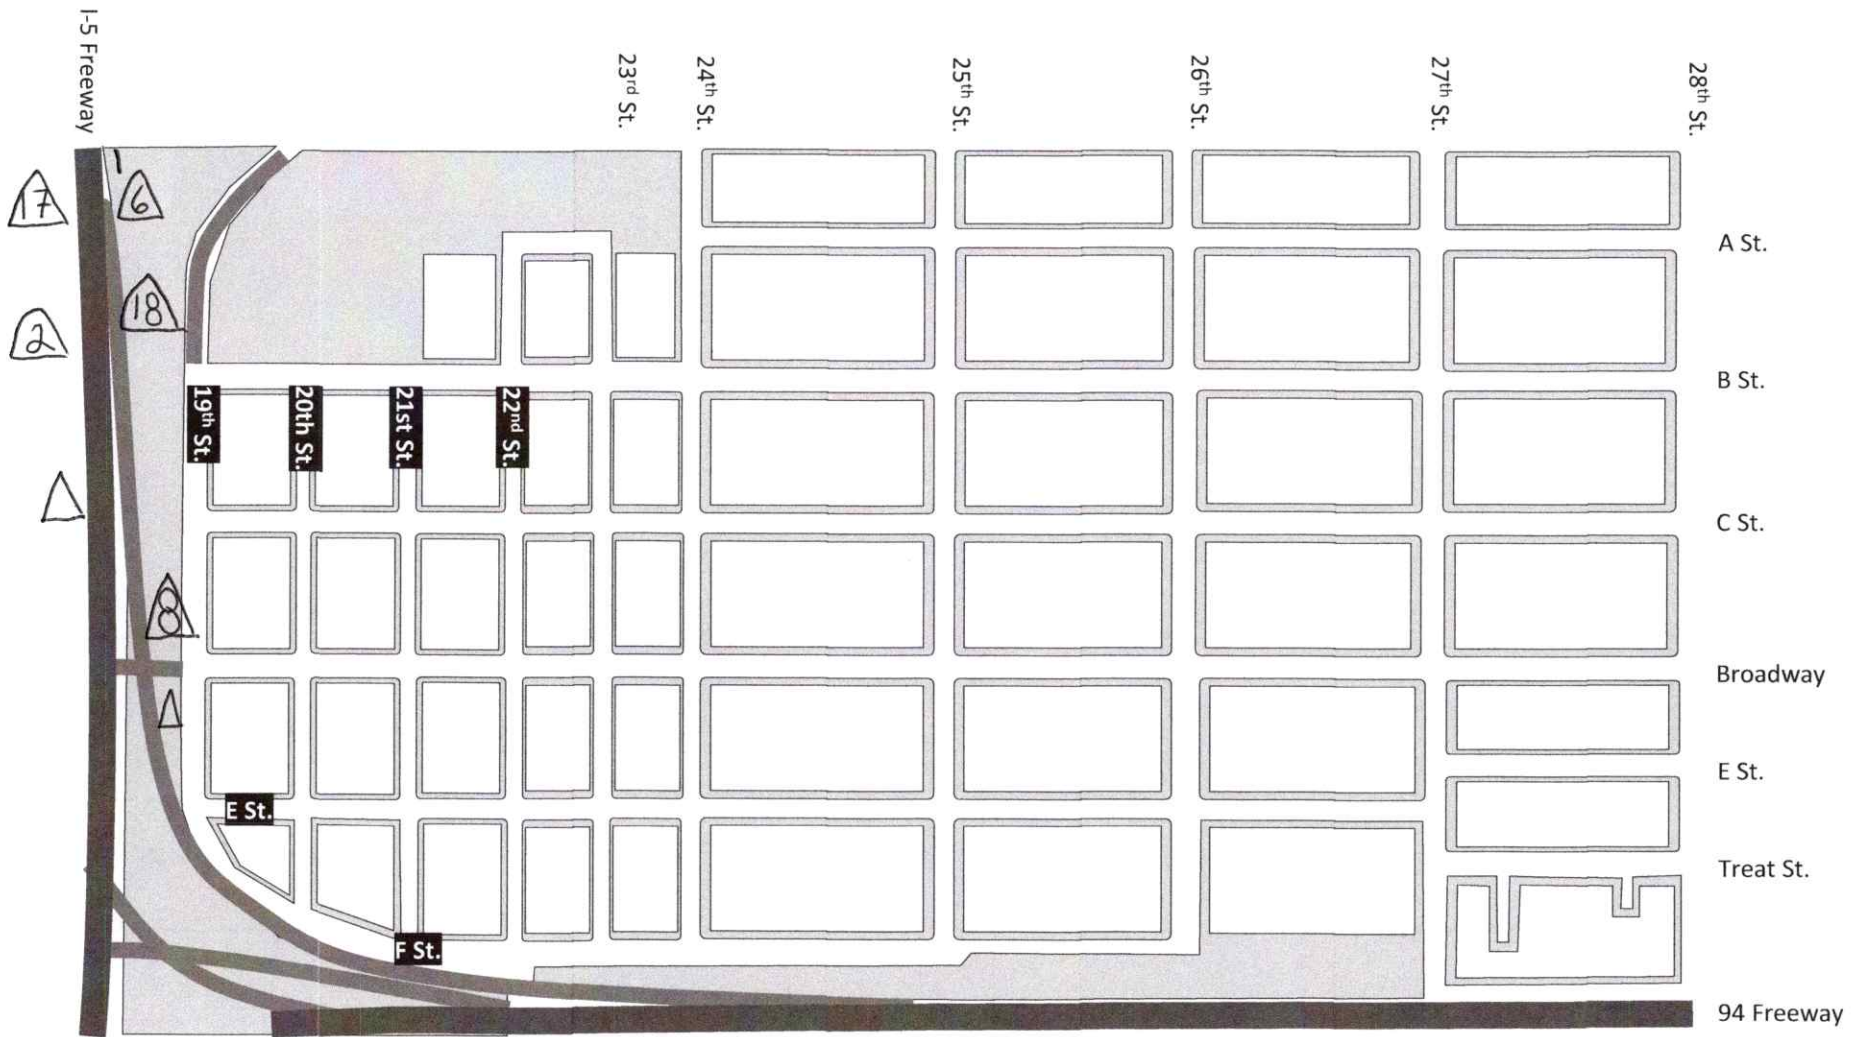 I-5 Freeway
23rd St.
24th St.
25th St.
26th St.
27th St.
28th St.
17
6
A St.
18
2
B St.
19th St.
20th St.
21st St.
22nd St.
C St.
8
Broadway
E St.
E St.
Treat St.
F St.
94 Freeway